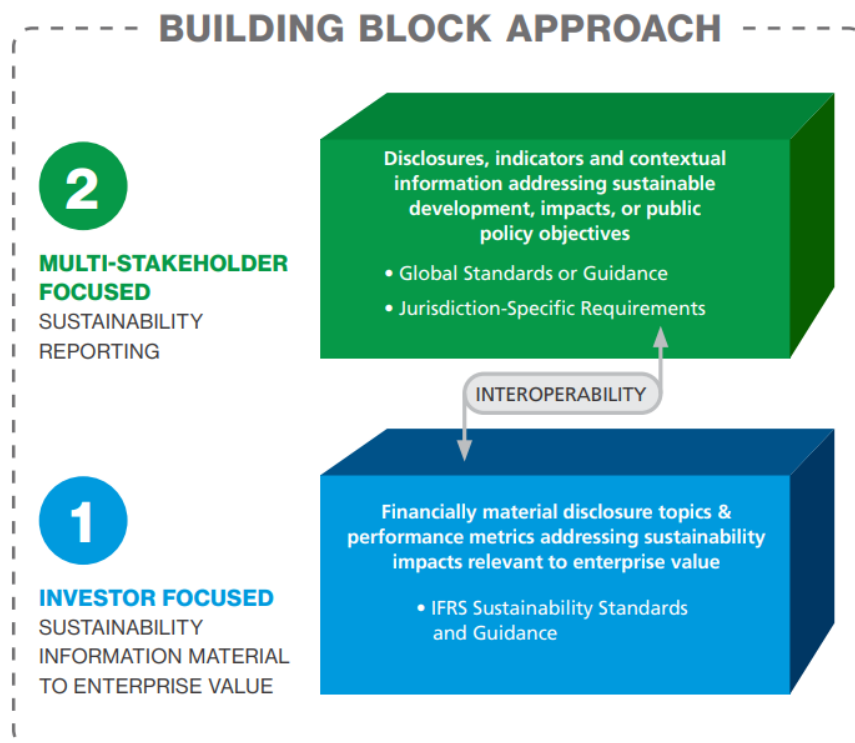 BUILDING BLOCK APPROACH
2
MULTI-STAKEHOLDER
FOCUSED
SUSTAINABILITY
REPORTING
Disclosures, indicators and contextual
information addressing sustainable
development, impacts, or public
policy objectives
• Global Standards or Guidance
• Jurisdiction-Specific Requirements
INTEROPERABILITY
1
INVESTOR FOCUSED
SUSTAINABILITY
INFORMATION MATERIAL
TO ENTERPRISE VALUE
Financially material disclosure topics &
performance metrics addressing sustainability
impacts relevant to enterprise value
• IFRS Sustainability Standards
and Guidance